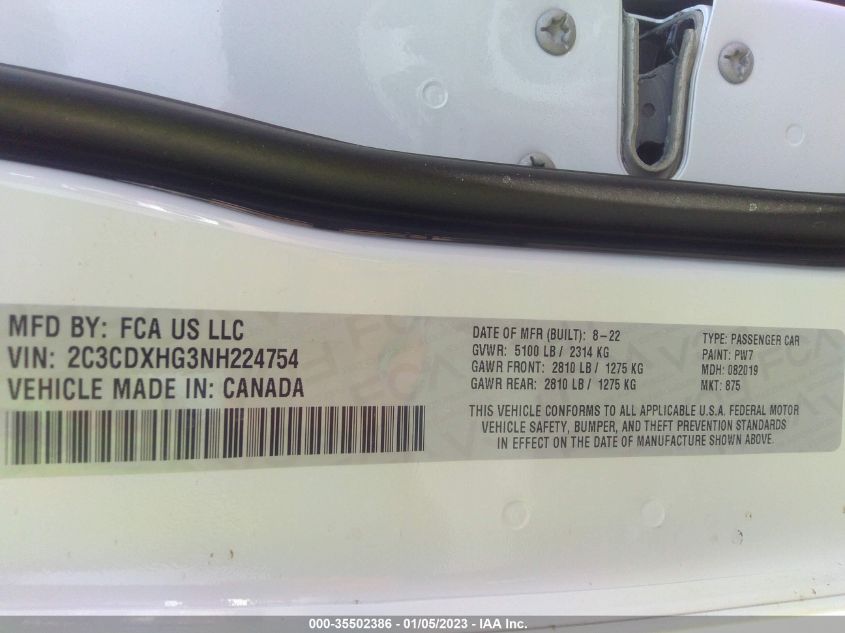 MFD BY: FCA US LLC
VIN: 2C3CDXHG3NH224754
VEHICLE MADE IN: CANADA
DATE OF MFR (BUILT): 8-22
GVWR: 5100 LB / 2314 KG
GAWR FRONT: 2810 LB / 1275 KG
GAWR REAR: 2810 LB / 1275 KG
TYPE: PASSENGER CAR
PAINT: PW7
MDH: 082019
MKT: 875
THIS VEHICLE CONFORMS TO ALL APPLICABLE U.S.A. FEDERAL MOTOR
VEHICLE SAFETY, BUMPER, AND THEFT PREVENTION STANDARDS
IN EFFECT ON THE DATE OF MANUFACTURE SHOWN ABOVE.
000-35502386 - 01/05/2023 - IAA Inc.